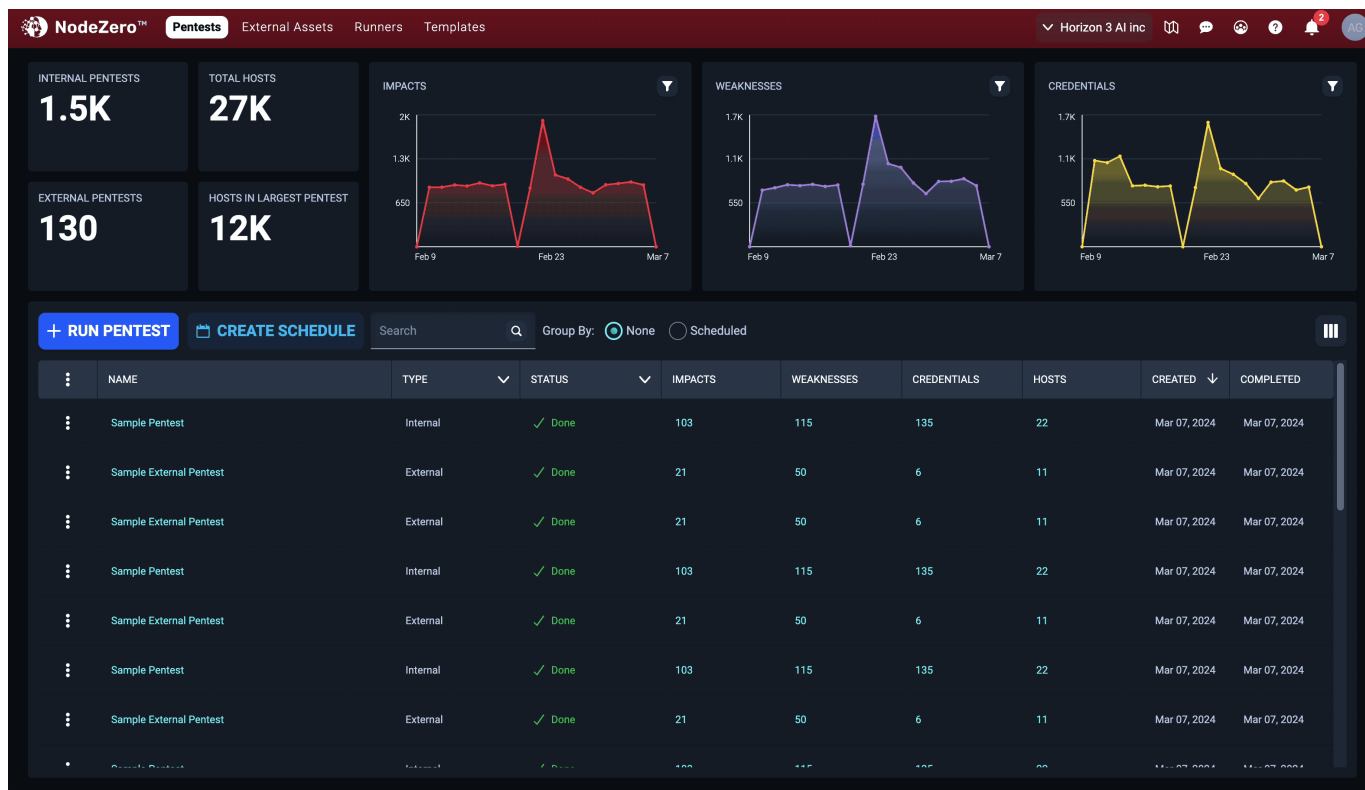 NodeZero™ Pentests External Assets Runners Templates Horizon 3 AI inc ? 2 AG
INTERNAL PENTESTS
1.5K
TOTAL HOSTS
27K
EXTERNAL PENTESTS
130
HOSTS IN LARGEST PENTEST
12K
IMPACTS
2K
1.3K
650
Feb 9 Feb 23 Mar 7
WEAKNESSES
1.7K
1.1K
550
Feb 9 Feb 23 Mar 7
CREDENTIALS
1.7K
1.1K
550
Feb 9 Feb 23 Mar 7
+ RUN PENTEST CREATE SCHEDULE Search Group By: None Scheduled
NAME TYPE STATUS IMPACTS WEAKNESSES CREDENTIALS HOSTS CREATED COMPLETED
Sample Pentest Internal Done 103 115 135 22 Mar 07, 2024 Mar 07, 2024
Sample External Pentest External Done 21 50 6 11 Mar 07, 2024 Mar 07, 2024
Sample External Pentest External Done 21 50 6 11 Mar 07, 2024 Mar 07, 2024
Sample Pentest Internal Done 103 115 135 22 Mar 07, 2024 Mar 07, 2024
Sample External Pentest External Done 21 50 6 11 Mar 07, 2024 Mar 07, 2024
Sample Pentest Internal Done 103 115 135 22 Mar 07, 2024 Mar 07, 2024
Sample External Pentest External Done 21 50 6 11 Mar 07, 2024 Mar 07, 2024